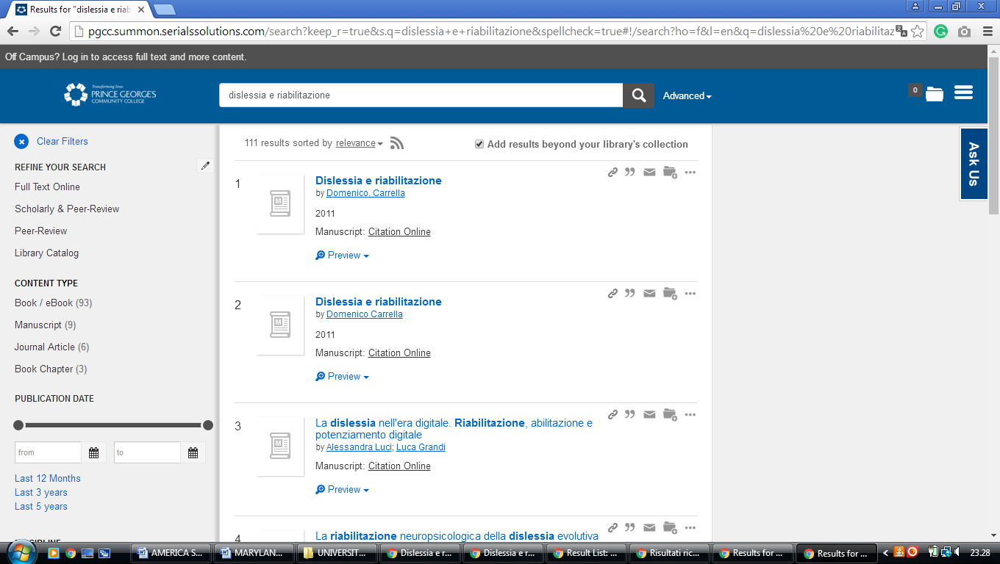 Results for "dislessia e riab
pgcc.summon.serialssolutions.com/search?keep_r=true&s.q=dislessia+e+riabilitazione&spellcheck=true#!/search?ho=f&l=en&q=dislessia%20e%20riabilitaz
Off Campus? Log in to access full text and more content.
Transforming lives.
PRINCE GEORGE'S
COMMUNITY COLLEGE
dislessia e riabilitazione
Advanced
0
Clear Filters
REFINE YOUR SEARCH
Full Text Online
Scholarly & Peer-Review
Peer-Review
Library Catalog
CONTENT TYPE
Book / eBook (93)
Manuscript (9)
Journal Article (6)
Book Chapter (3)
PUBLICATION DATE
from
to
Last 12 Months
Last 3 years
Last 5 years
DISCIPLINE
111 results sorted by relevance
Add results beyond your library's collection
Ask Us
1
Dislessia e riabilitazione
by Domenico. Carrella
2011
Manuscript: Citation Online
Preview
2
Dislessia e riabilitazione
by Domenico Carrella
2011
Manuscript: Citation Online
Preview
3
La dislessia nell'era digitale. Riabilitazione, abilitazione e
potenziamento digitale
by Alessandra Luci; Luca Grandi
Manuscript: Citation Online
Preview
4
La riabilitazione neuropsicologica della dislessia evolutiva
AMERICA S...
MARYLAN...
UNIVERSIT...
Dislessia e r...
Dislessia e r...
Result List: ...
Risultati ric...
Results for ...
Results for ...
23.28